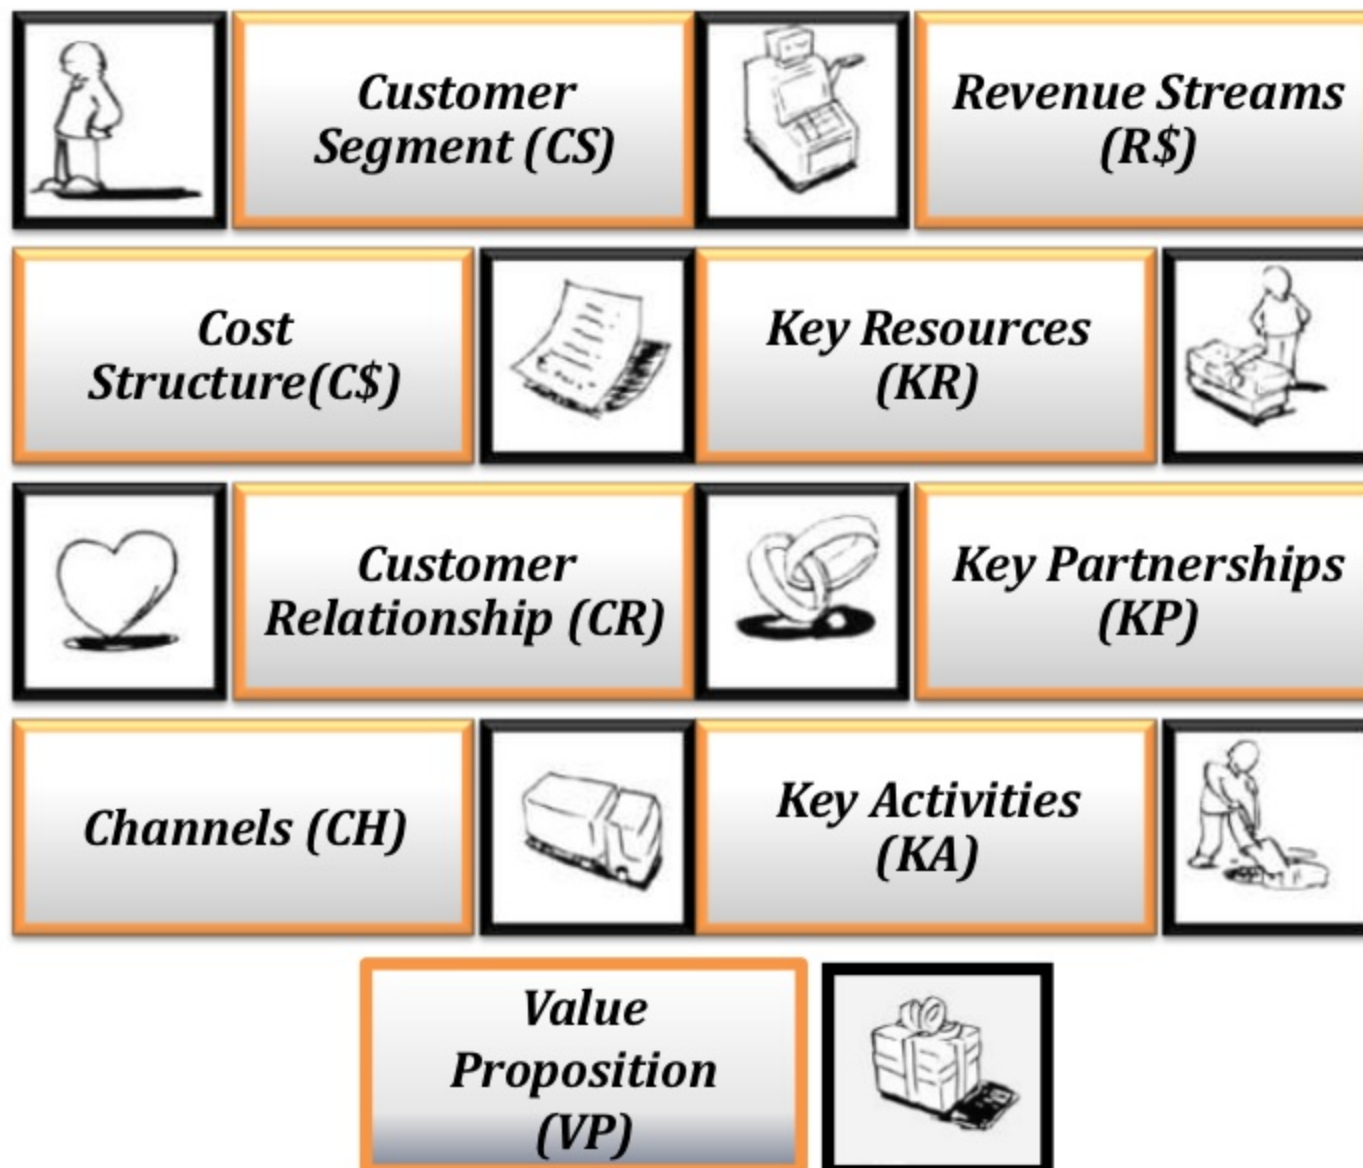 Customer
Segment (CS)
Revenue Streams
(R$)
Cost
Structure(C$)
Key Resources
(KR)
Customer
Relationship (CR)
Key Partnerships
(KP)
Channels (CH)
Key Activities
(KA)
Value
Proposition
(VP)